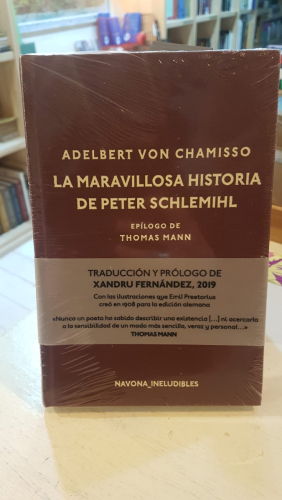 ADELBERT VON CHAMISSO
LA MARAVILLOSA HISTORIA
DE PETER SCHLEMIHL
EPÍLOGO DE
THOMAS MANN
TRADUCCIÓN Y PRÓLOGO DE
XANDRU FERNÁNDEZ, 2019
Con las ilustraciones que Emil Preetorius
creó en 1908 para la edición alemana
«Nunca un poeta ha sabido describir una existencia [...] ni acercarla
a la sensibilidad de un modo más sencillo, veraz y personal...»
THOMAS MANN
NAVONA_INELUDIBLES